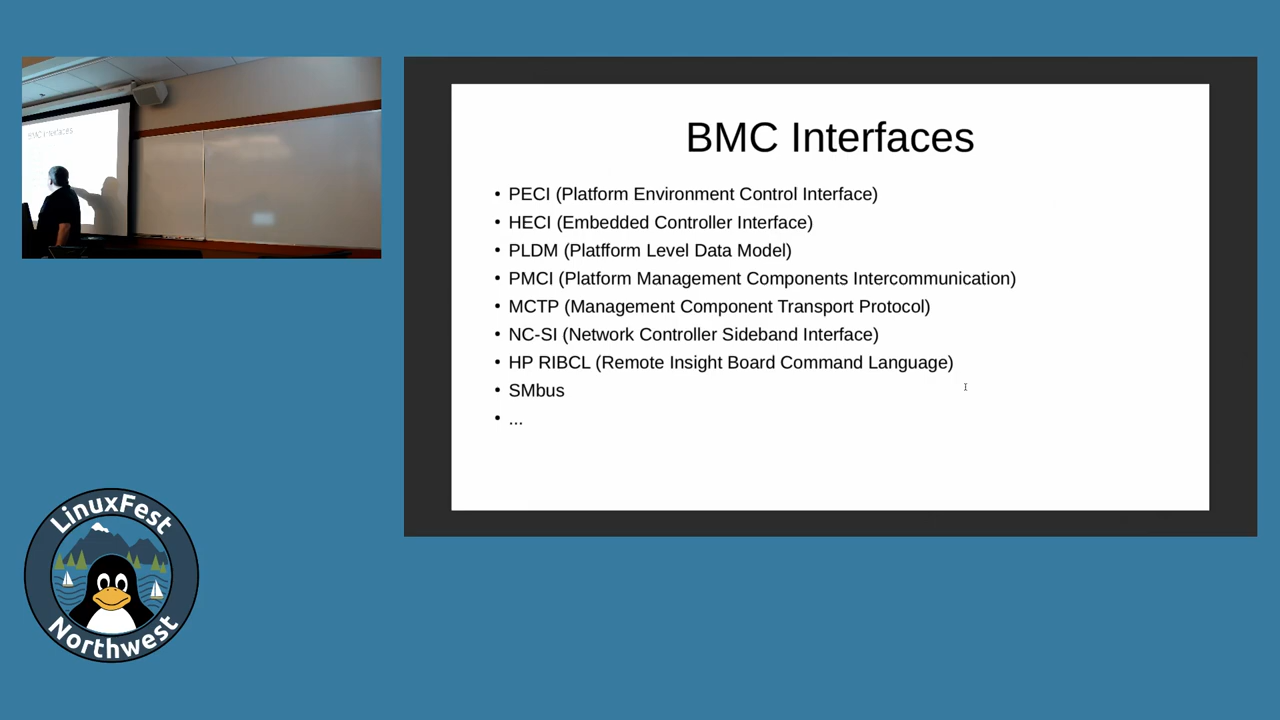 BMC Interfaces
BMC Interfaces
• PECI (Platform Environment Control Interface)
• HECI (Embedded Controller Interface)
• PLDM (Platfform Level Data Model)
• PMCI (Platform Management Components Intercommunication)
• MCTP (Management Component Transport Protocol)
• NC-SI (Network Controller Sideband Interface)
• HP RIBCL (Remote Insight Board Command Language)
• SMbus
• ...
LinuxFest
Northwest